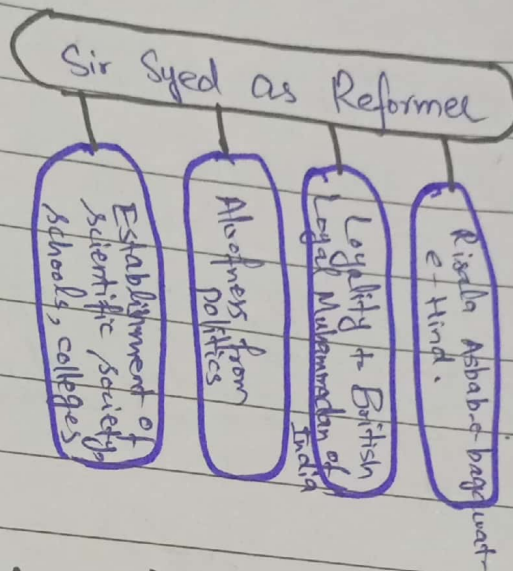 Sir Syed as Reformer
Establishment of
scientific society,
schools, colleges
Aloofness from
politics
Loyality to British
Loyal Muhammadan of
India
Risala Asbab-e-bagawat-
e-Hind.